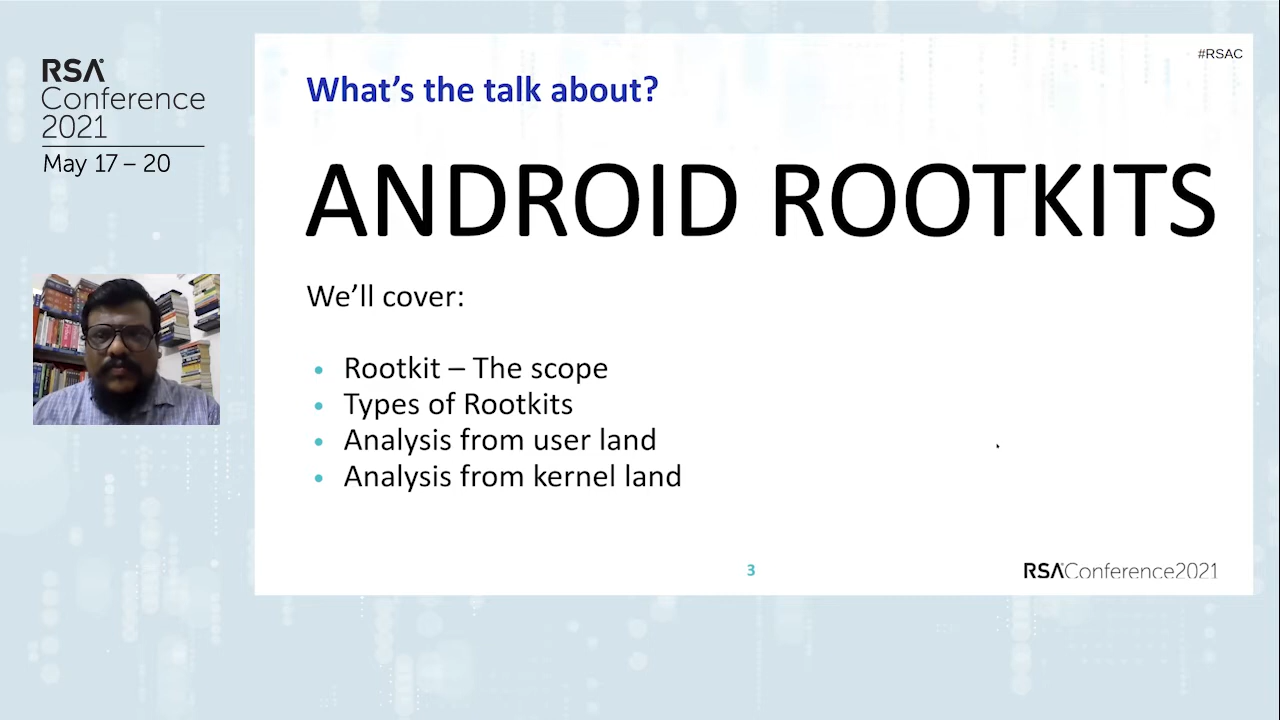 RSA
Conference
2021
May 17 – 20
#RSAC
What's the talk about?
ANDROID ROOTKITS
We'll cover:
• Rootkit – The scope
• Types of Rootkits
• Analysis from user land
• Analysis from kernel land
3
RSAConference2021